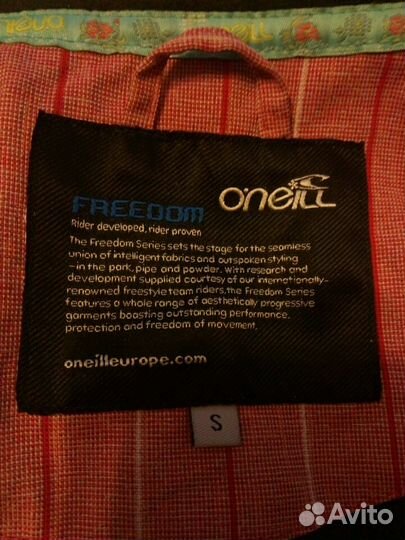 O'NEILL
FREEDOM
Rider developed, rider proven
The Freedom Series sets the stage for the seamless
union of intelligent fabrics and outspoken styling
–in the park, pipe and powder. With research and
development supplied courtesy of our internationally-
renowned freestyle team riders, the Freedom Series
features a whole range of aesthetically progressive
garments boasting outstanding performance,
protection and freedom of movement.
oneilleurope.com
S
Avito